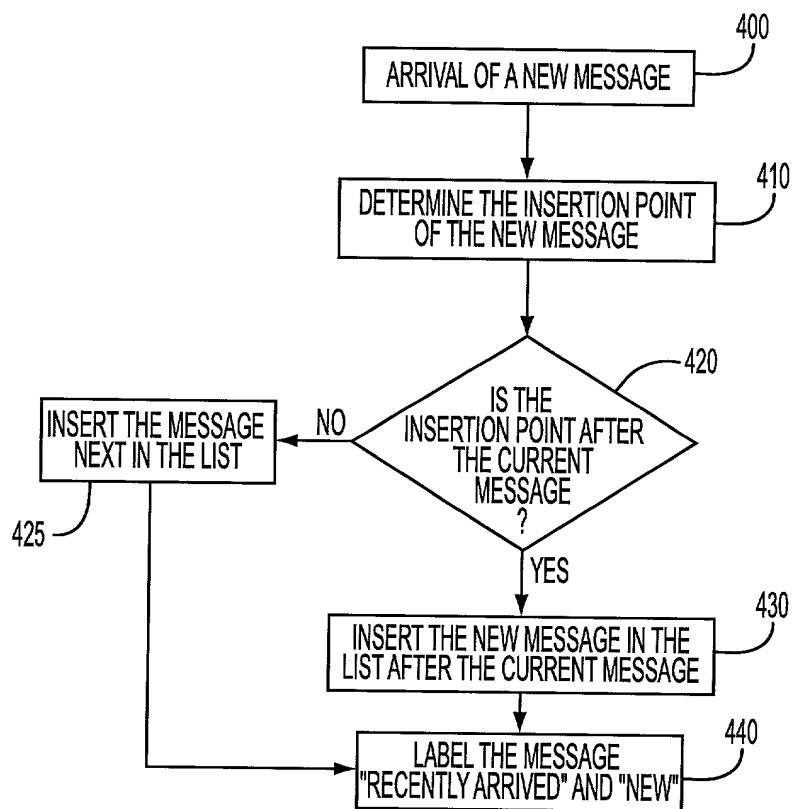 400
ARRIVAL OF A NEW MESSAGE
410
DETERMINE THE INSERTION POINT
OF THE NEW MESSAGE
420
IS THE
INSERTION POINT AFTER
THE CURRENT
MESSAGE
?
NO
INSERT THE MESSAGE
NEXT IN THE LIST
425
YES
430
INSERT THE NEW MESSAGE IN THE
LIST AFTER THE CURRENT MESSAGE
440
LABEL THE MESSAGE
"RECENTLY ARRIVED" AND "NEW"